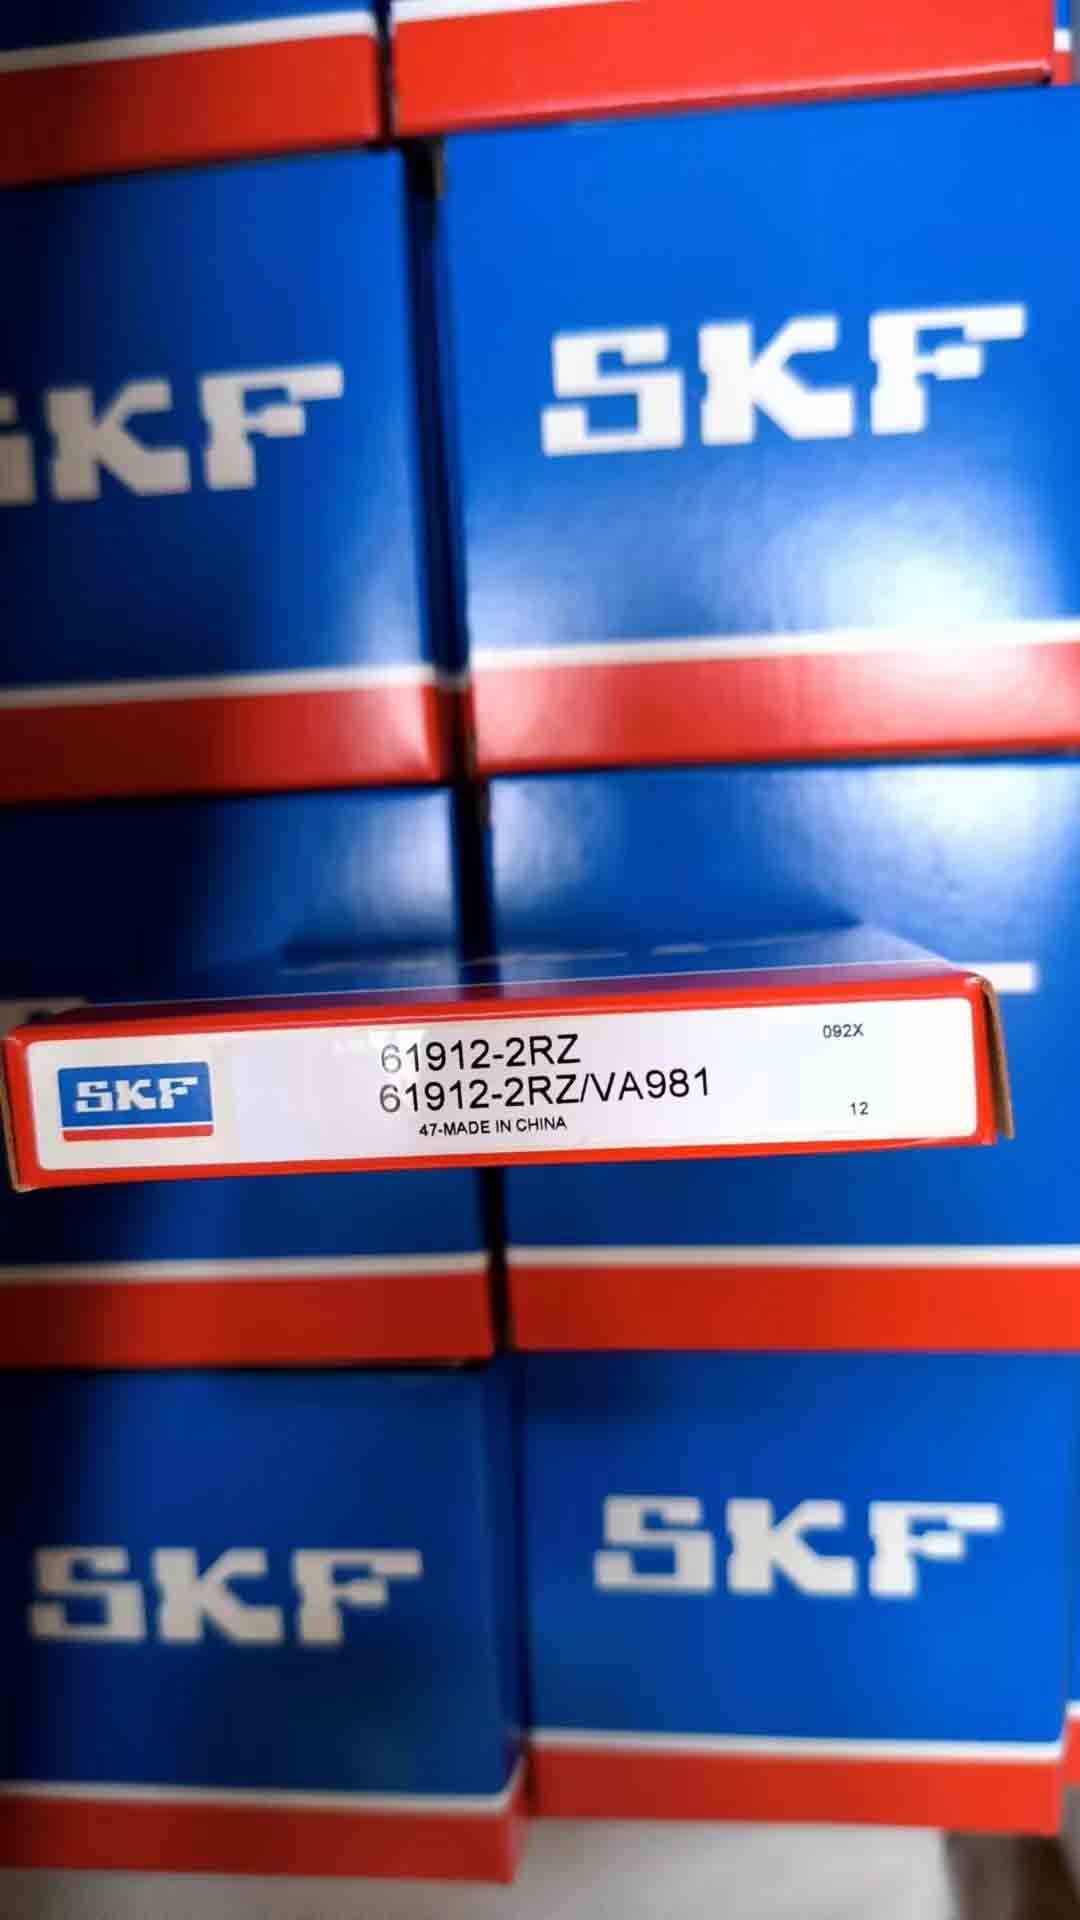 SKF
SKF
SKF
61912-2RZ
61912-2RZ/VA981
47-MADE IN CHINA
092X
12
SKF
SKF